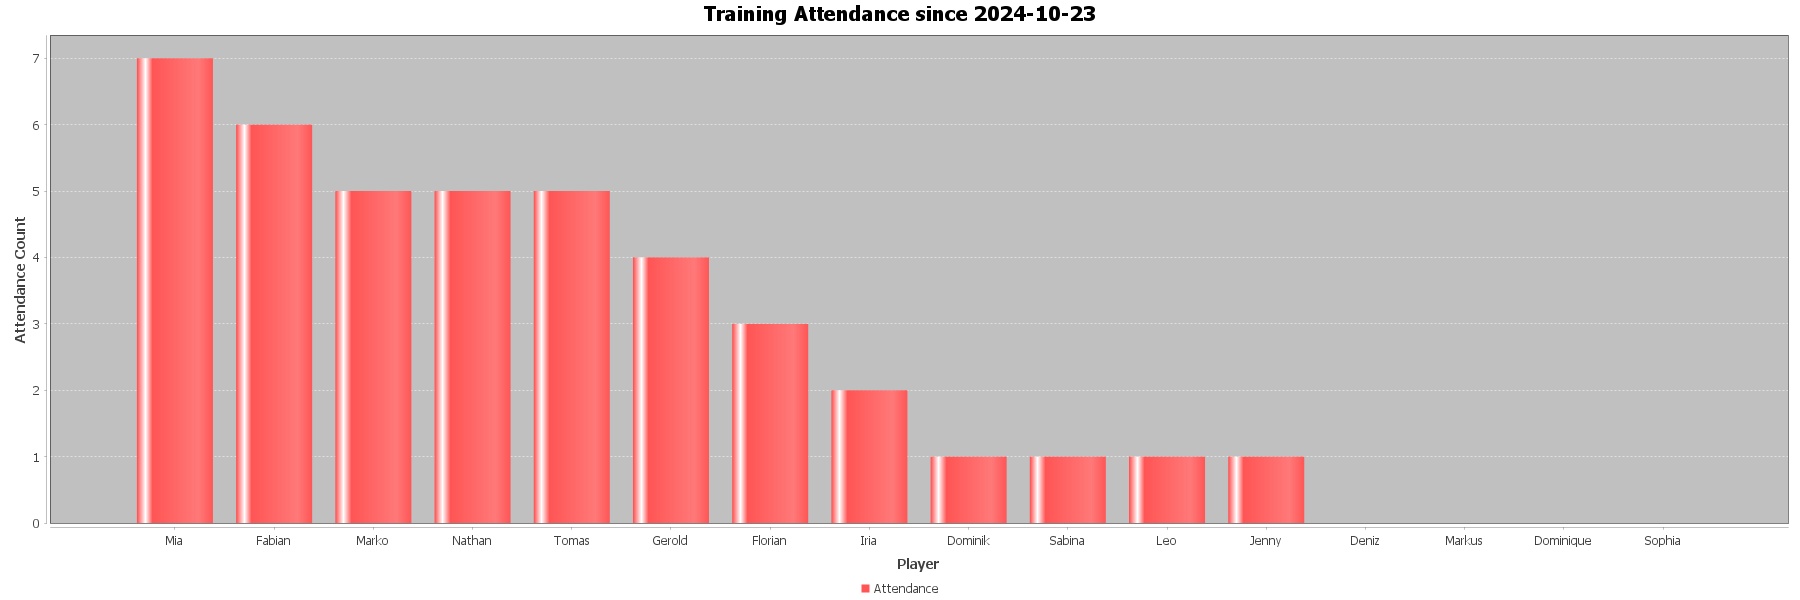 Training Attendance since 2024-10-23
Attendance Count
7
6
5
4
3
2
1
0
Mia Fabian Marko Nathan Tomas Gerold Florian Iria Dominik Sabina Leo Jenny Deniz Markus Dominique Sophia
Player
Attendance